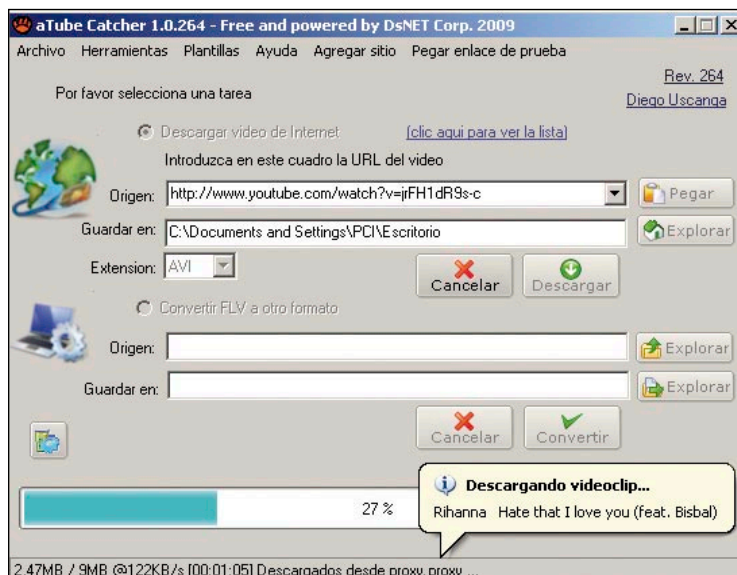 aTube Catcher 1.0.264 - Free and powered by DsNET Corp. 2009
Archivo Herramientas Plantillas Ayuda Agregar sitio Pegar enlace de prueba
Rev. 264
Por favor selecciona una tarea
Diego Uscanga
Descargar video de Internet (clic aqui para ver la lista)
Introduzca en este cuadro la URL del video
Origen: http://www.youtube.com/watch?v=jrFH1dR9s-c Pegar
Guardar en: C:\Documents and Settings\PCI\Escritorio Explorar
Extension: AVI Cancelar Descargar
Convertir FLV a otro formato
Origen: Explorar
Guardar en: Explorar
Cancelar Convertir
Descargando videoclip...
27 % Rihanna Hate that I love you (feat. Bisbal)
2.47MB / 9MB @122KB/s [00:01:05] Descargados desde proxy proxy ...